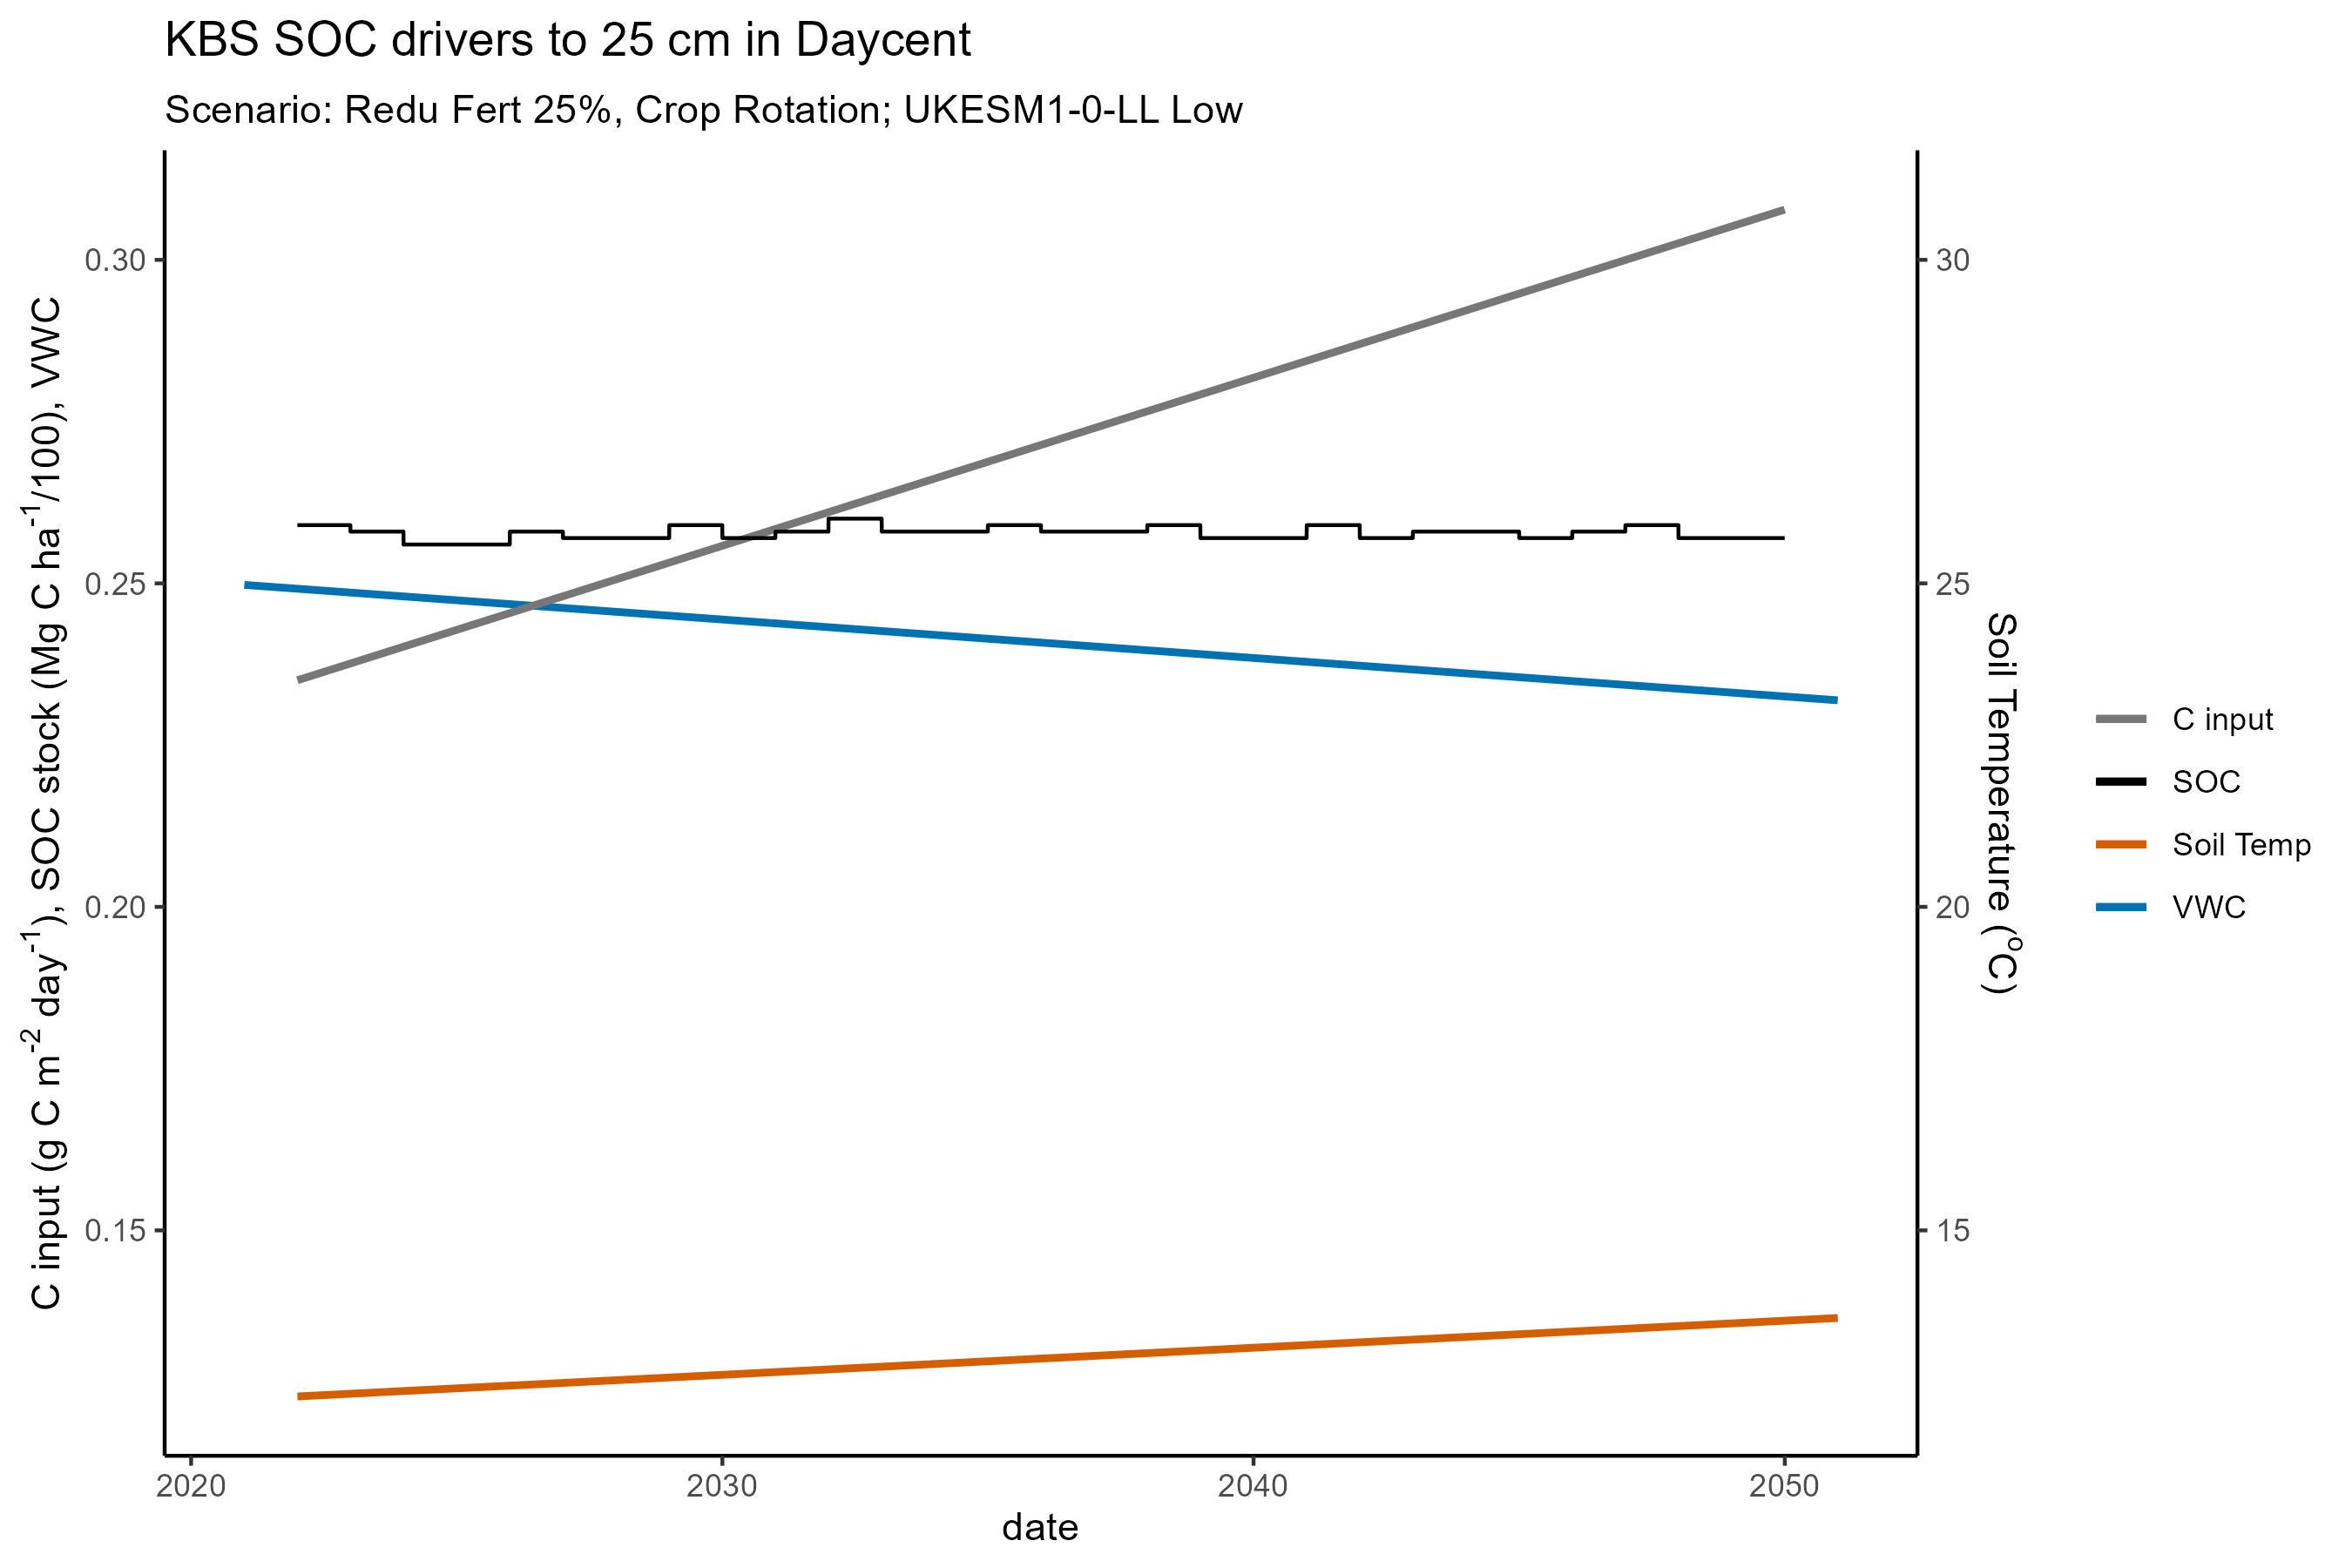 KBS SOC drivers to 25 cm in Daycent
Scenario: Redu Fert 25%, Crop Rotation; UKESM1-0-LL Low
C input (g C m⁻² day⁻¹), SOC stock (Mg C ha⁻¹/100), VWC
0.30
0.25
0.20
0.15
30
25
20
15
Soil Temperature (ºC)
C input
SOC
Soil Temp
VWC
2020
2030
2040
2050
date